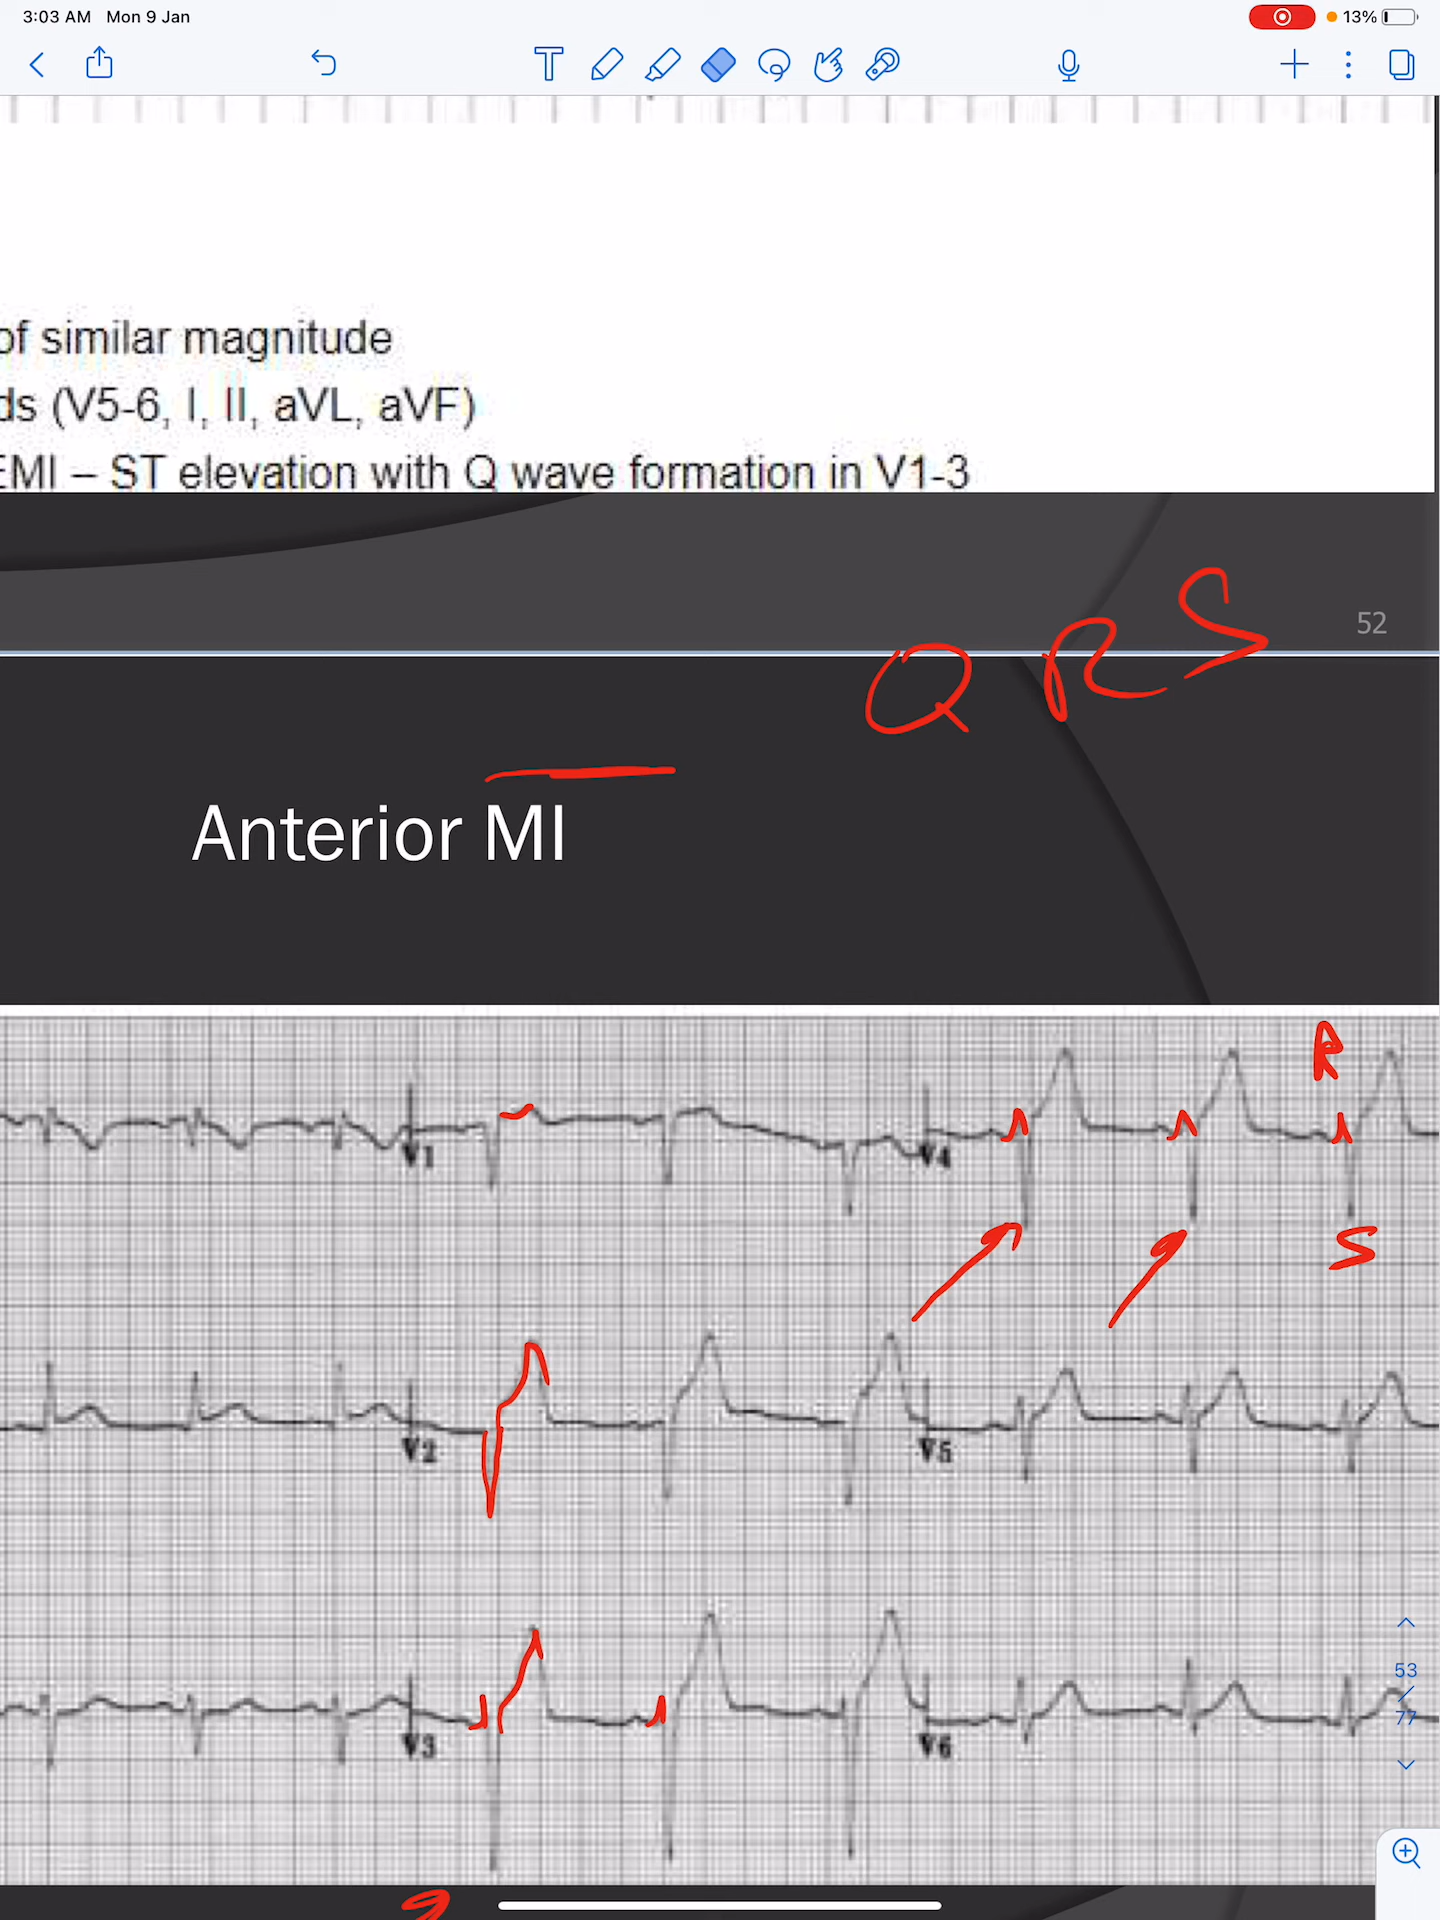 3:03 AM Mon 9 Jan
13%
of similar magnitude
ds (V5-6, I, II, aVL, aVF)
EMI – ST elevation with Q wave formation in V1-3
52
Q R S
Anterior MI
R
V1 V4
S
V2 V5
V3 V6
53
77